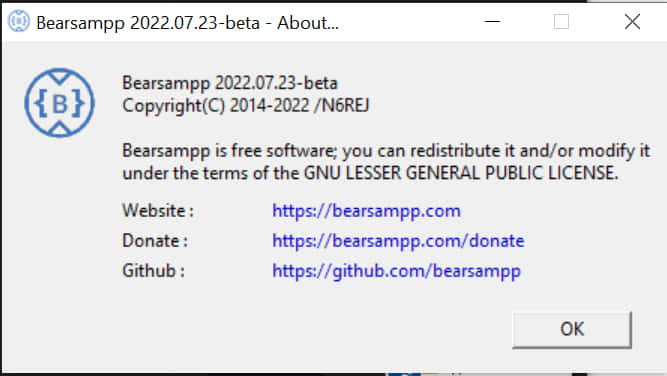 Bearsampp 2022.07.23-beta - About...
{B}
Bearsampp 2022.07.23-beta
Copyright(C) 2014-2022 /N6REJ
Bearsampp is free software; you can redistribute it and/or modify it
under the terms of the GNU LESSER GENERAL PUBLIC LICENSE.
Website : https://bearsampp.com
Donate : https://bearsampp.com/donate
Github : https://github.com/bearsampp
OK